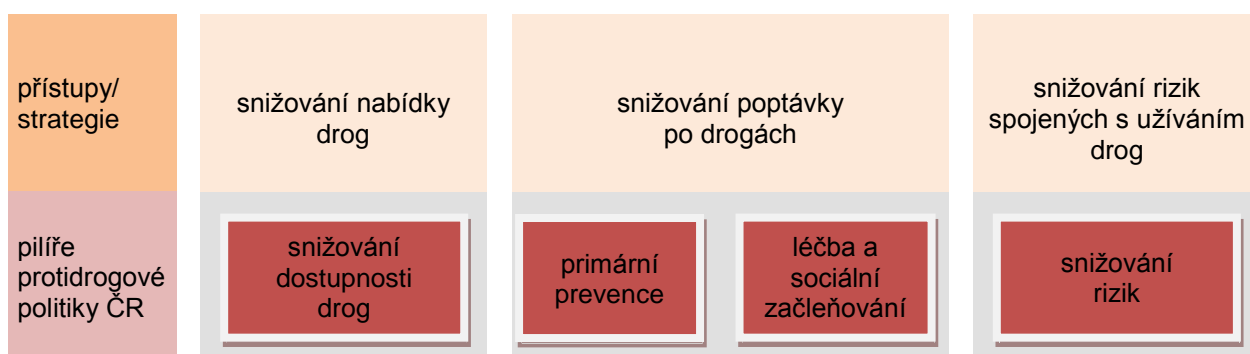 přístupy/
strategie
snižování nabídky
drog
snižování poptávky
po drogách
snižování rizik
spojených s užíváním
drog
pilíře
protidrogové
politiky ČR
snižování
dostupnosti
drog
primární
prevence
léčba a
sociální
začleňování
snižování
rizik